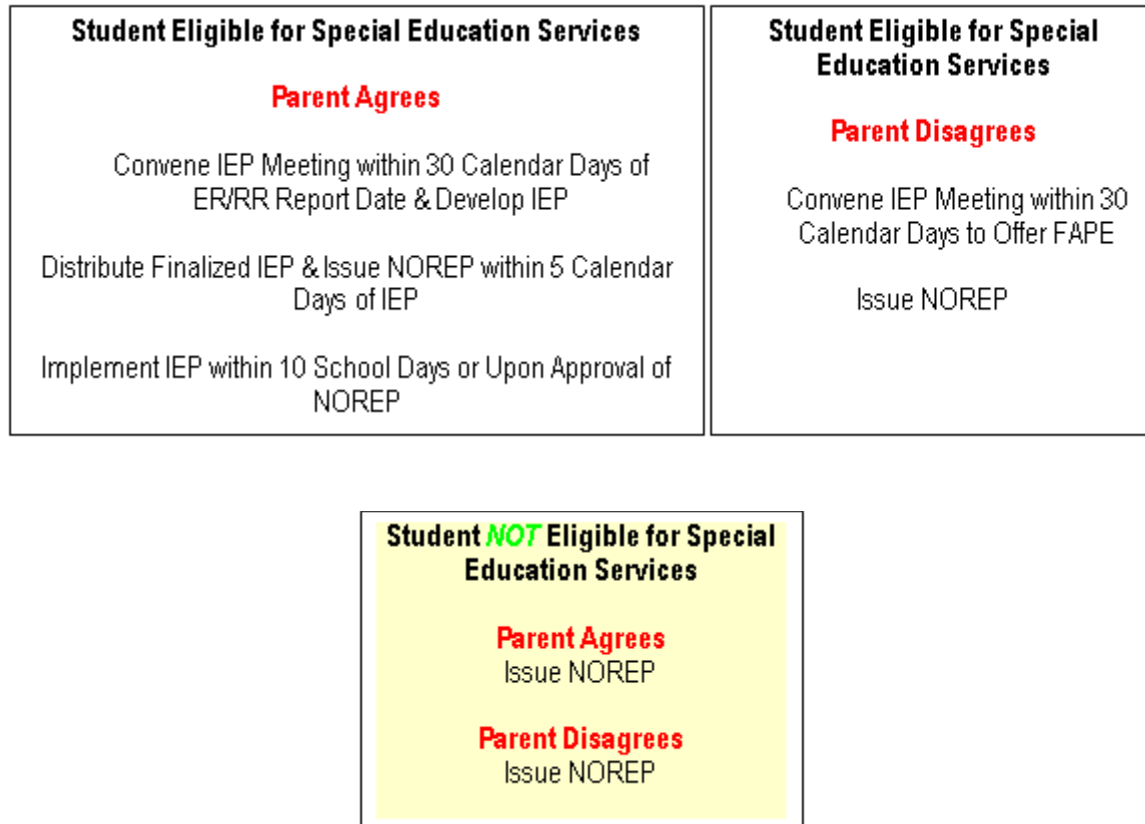 Student Eligible for Special Education Services
Parent Agrees
Convene IEP Meeting within 30 Calendar Days of
ER/RR Report Date & Develop IEP
Distribute Finalized IEP & Issue NOREP within 5 Calendar
Days of IEP
Implement IEP within 10 School Days or Upon Approval of
NOREP
Student Eligible for Special
Education Services
Parent Disagrees
Convene IEP Meeting within 30
Calendar Days to Offer FAPE
Issue NOREP
Student NOT Eligible for Special
Education Services
Parent Agrees
Issue NOREP
Parent Disagrees
Issue NOREP